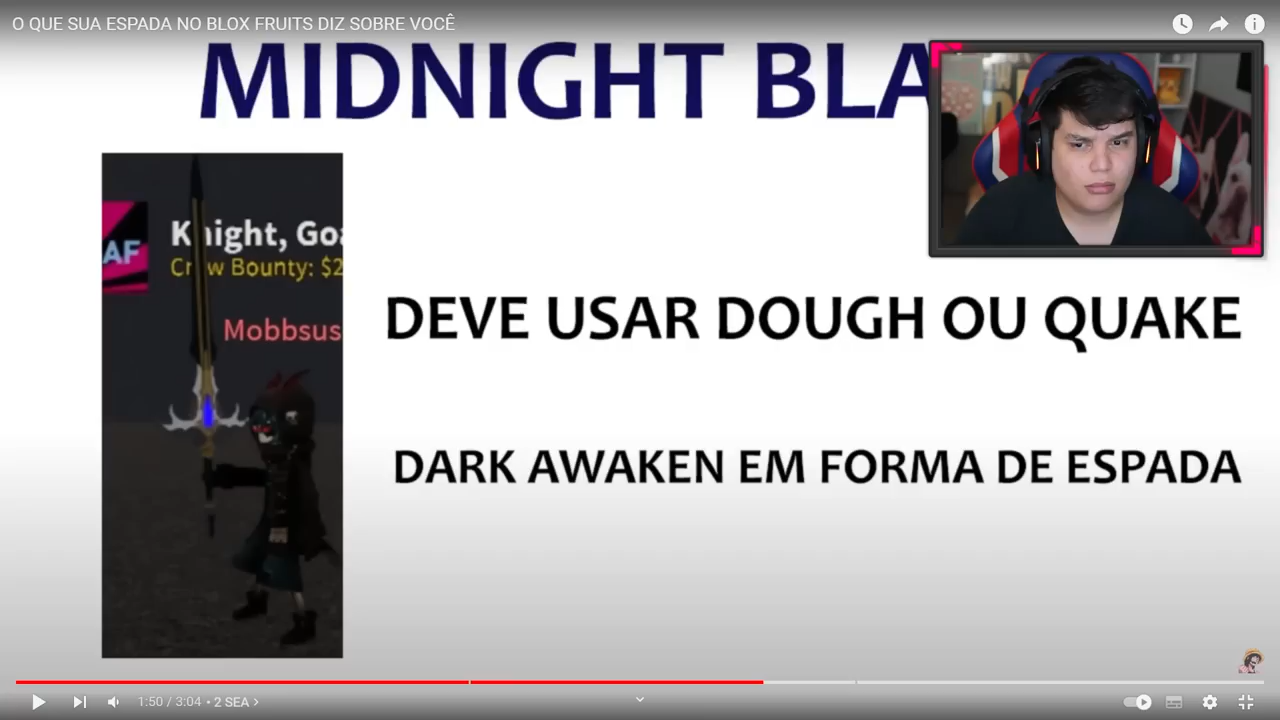 O QUE SUA ESPADA NO BLOX FRUITS DIZ SOBRE VOCÊ
MIDNIGHT BLA
AF
Knight, Goa
Crew Bounty: $2
Mobbsus
DEVE USAR DOUGH OU QUAKE
DARK AWAKEN EM FORMA DE ESPADA
1:50 / 3:04 • 2 SEA >